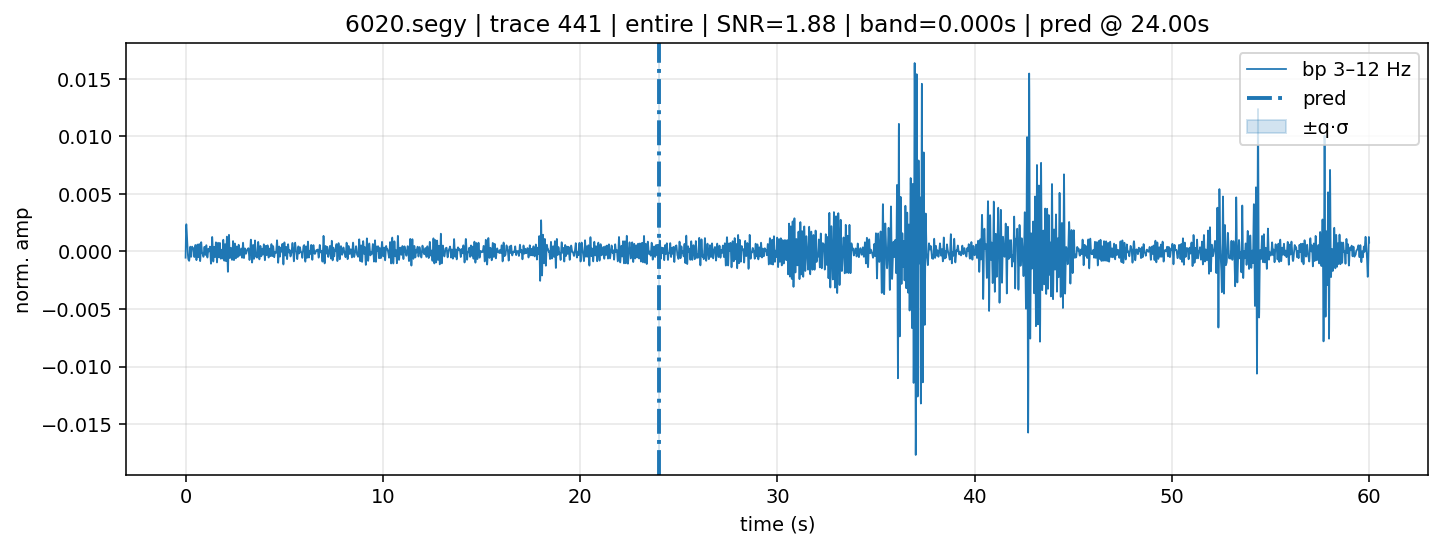 6020.segy | trace 441 | entire | SNR=1.88 | band=0.000s | pred @ 24.00s
norm. amp
0.015
0.010
0.005
0.000
−0.005
−0.010
−0.015
bp 3–12 Hz
pred
±q·σ
0 10 20 30 40 50 60
time (s)